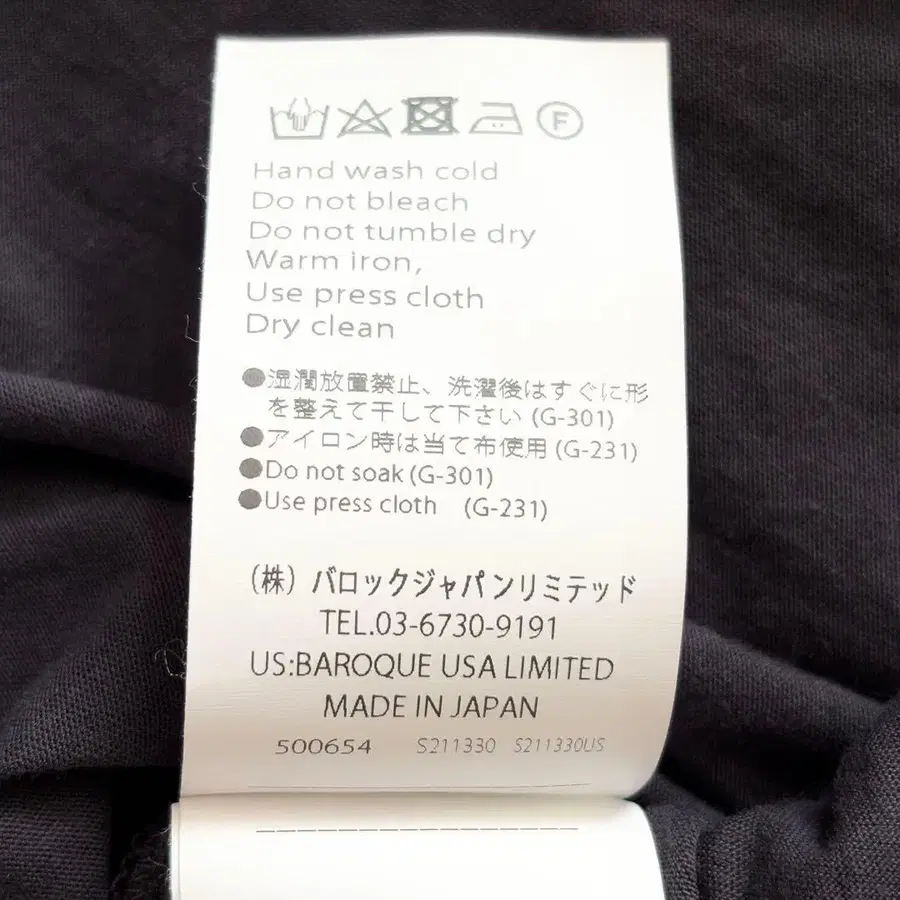 F
Hand wash cold
Do not bleach
Do not tumble dry
Warm iron,
Use press cloth
Dry clean
●湿潤放置禁止、洗濯後はすぐに形
を整えて干して下さい (G-301)
●アイロン時は当て布使用 (G-231)
●Do not soak (G-301)
●Use press cloth (G-231)
(株) バロックジャパンリミテッド
TEL.03-6730-9191
US:BAROQUE USA LIMITED
MADE IN JAPAN
500654 S211330 S211330US